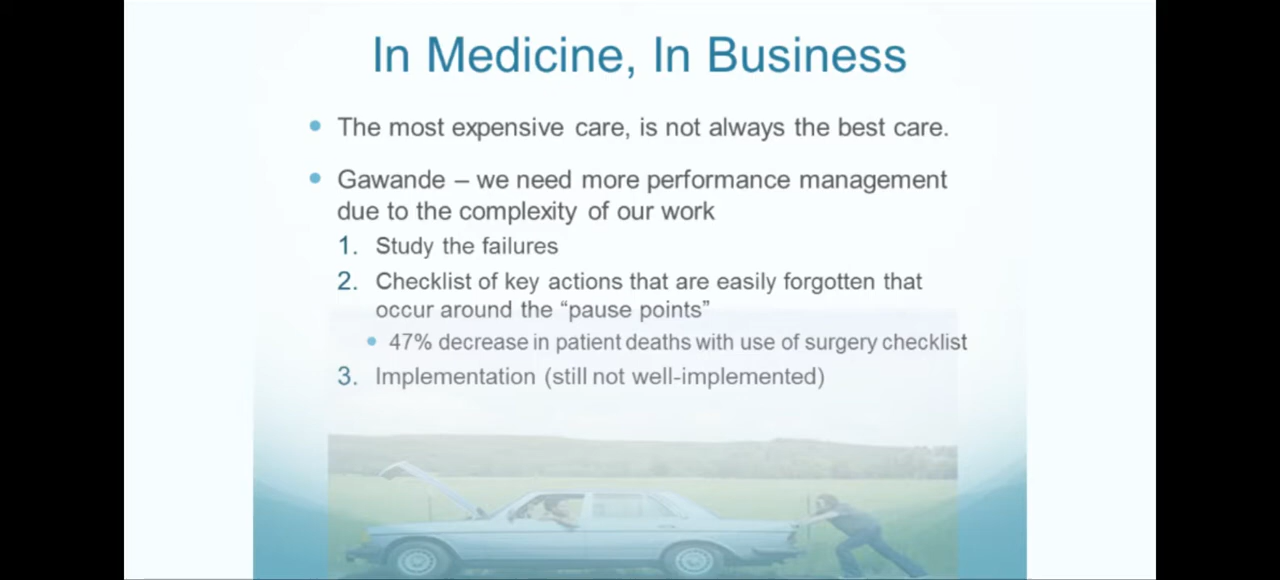 In Medicine, In Business
• The most expensive care, is not always the best care.
• Gawande – we need more performance management
due to the complexity of our work
1. Study the failures
2. Checklist of key actions that are easily forgotten that
occur around the “pause points”
• 47% decrease in patient deaths with use of surgery checklist
3. Implementation (still not well-implemented)